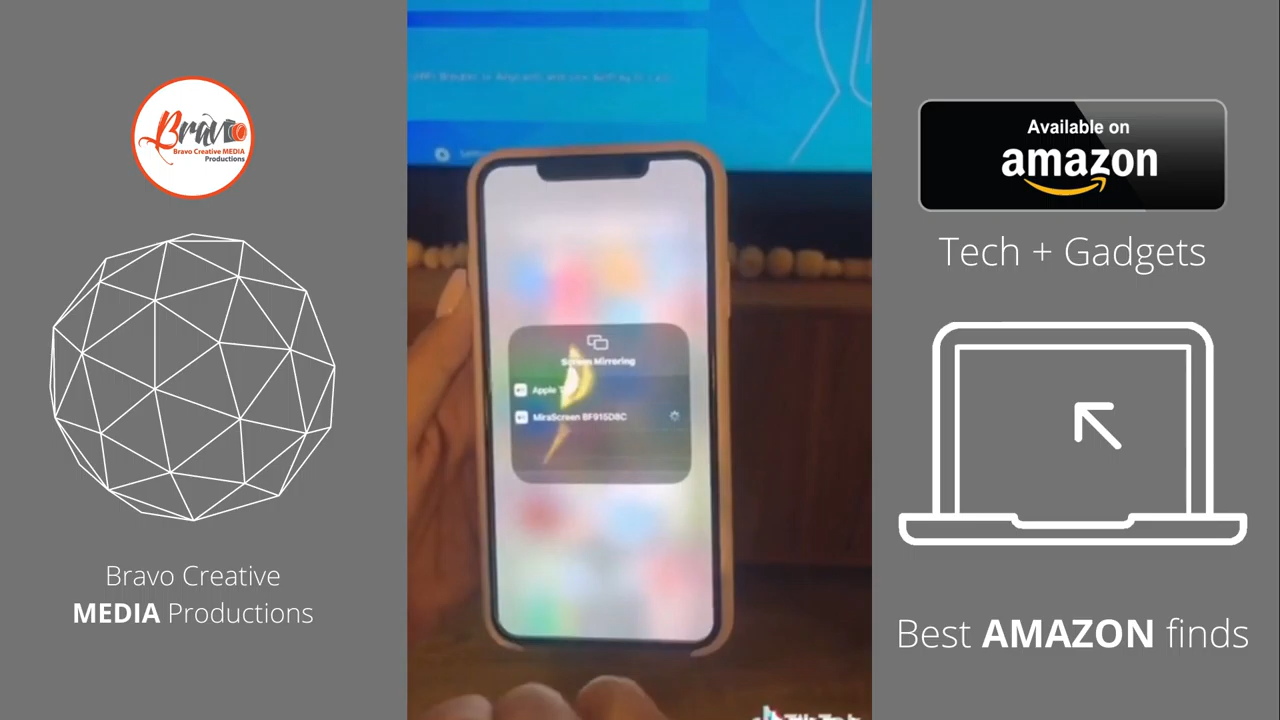 Bravo
Bravo Creative MEDIA
Productions
Bravo Creative
MEDIA Productions
Screen Mirroring
Apple
MiraScreen BF915D8C
Available on
amazon
Tech + Gadgets
Best AMAZON finds